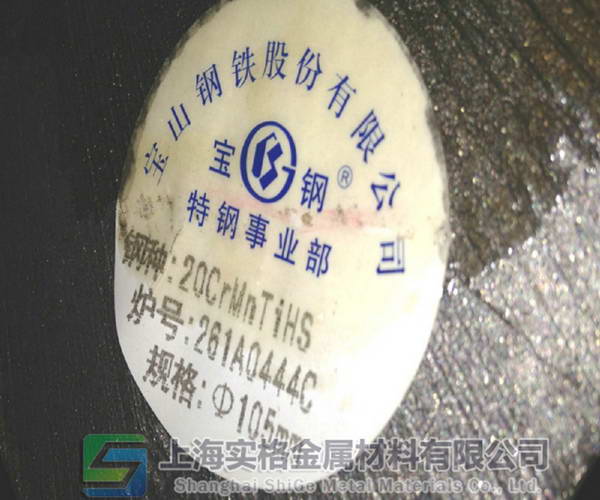 宝山钢铁股份有限公司
宝钢®
特钢事业部
钢种:20CrMnTiHS
炉号:261A0444C
规格:Φ105m
上海实格金属材料有限公司
Shanghai ShiGe Metal Materials Co., Ltd